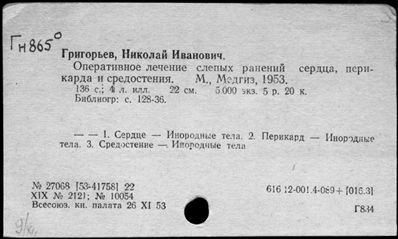 Гн865°
Григорьев, Николай Иванович.
Оперативное лечение слепых ранений сердца, пери-
карда и средостения. М., Медгиз, 1953.
136 с.; 4 л. илл. 22 см. 5.000 экз. 5 р. 20 к.
Библиогр: с. 128-36.
— — 1. Сердце — Инородные тела. 2. Перикард — Инородные
тела. 3. Средостение — Инородные тела
№ 27068 [53-41758] 22
616.12-001.4-089+[016.3]
XIX № 2121; № 10054
Всесоюз. кн. палата 26 XI 53
Г834